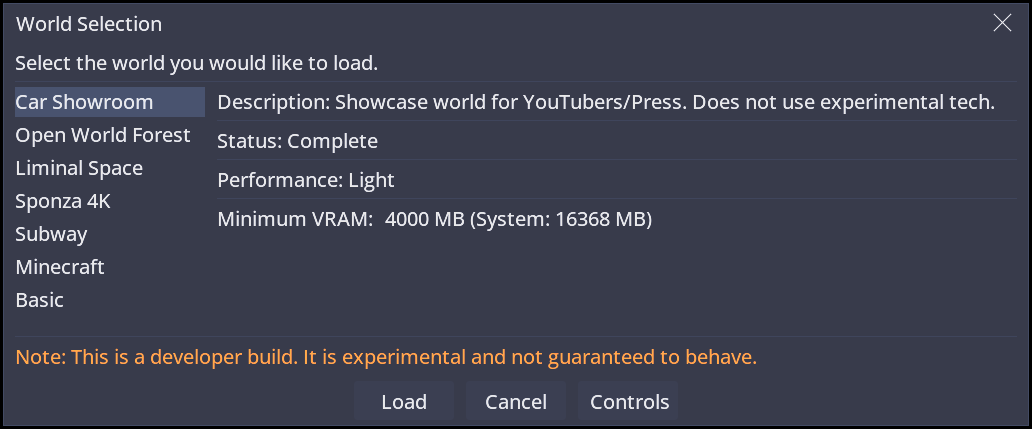 World Selection
Select the world you would like to load.
Car Showroom
Open World Forest
Liminal Space
Sponza 4K
Subway
Minecraft
Basic
Description: Showcase world for YouTubers/Press. Does not use experimental tech.
Status: Complete
Performance: Light
Minimum VRAM: 4000 MB (System: 16368 MB)
Note: This is a developer build. It is experimental and not guaranteed to behave.
Load Cancel Controls